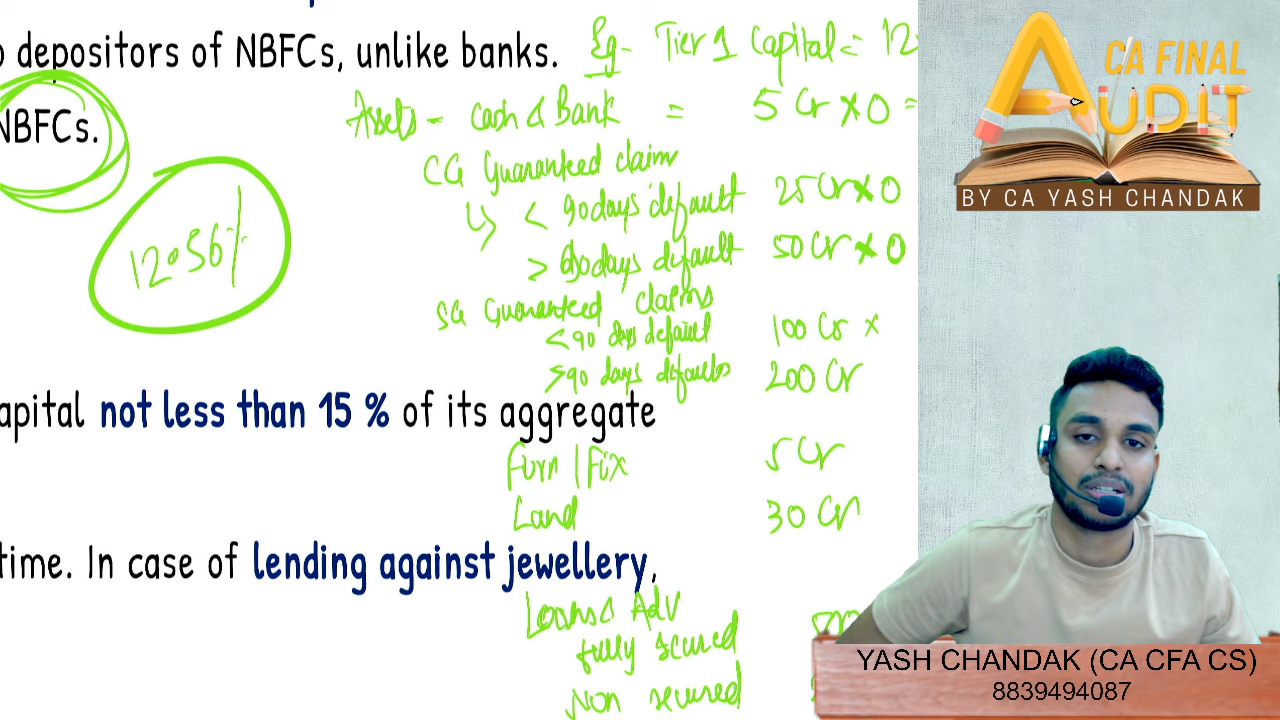 o depositors of NBFCs, unlike banks.
Eg- Tier 1 Capital = 12
Assets - Cash & Bank = 5 Cr X 0 =
NBFCs.
CG Guaranteed claim
< 90 days default 25 Cr X 0
> 90 days default 50 Cr X 0
12.56%
SG Guaranteed claims
< 90 days default 100 Cr x
> 90 days defaults 200 Cr
apital not less than 15 % of its aggregate
Furn | Fix 5 Cr
Land 30 Cr
time. In case of lending against jewellery,
Loans & Adv
fully secured
Non secured
CA FINAL
AUDIT
BY CA YASH CHANDAK
YASH CHANDAK (CA CFA CS)
8839494087